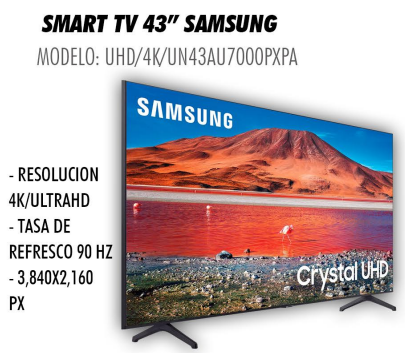 SMART TV 43” SAMSUNG
MODELO: UHD/4K/UN43AU7000PXPA
SAMSUNG
- RESOLUCION
4K/ULTRAHD
- TASA DE
REFRESCO 90 HZ
- 3,840X2,160
PX
Crystal UHD